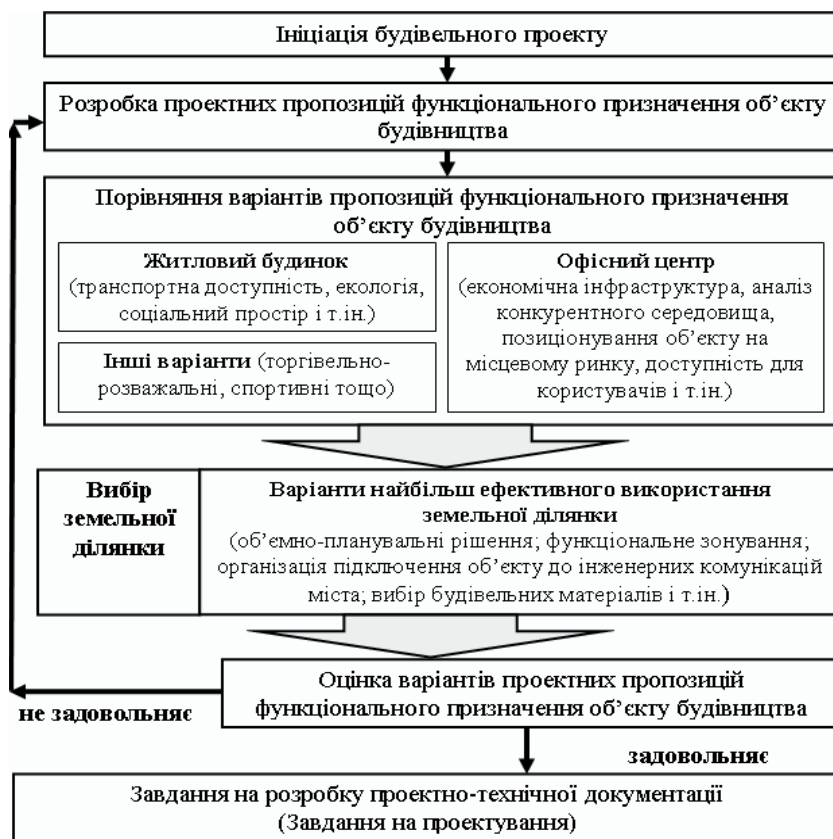 Ініціація будівельного проекту
Розробка проектних пропозицій функціонального призначення об’єкту
будівництва
Порівняння варіантів пропозицій функціонального призначення
об’єкту будівництва
Житловий будинок
(транспортна доступність, екологія,
соціальний простір і т.ін.)
Інші варіанти (торгівельно-
розважальні, спортивні тощо)
Офісний центр
(економічна інфраструктура, аналіз
конкурентного середовища,
позиціонування об’єкту на
місцевому ринку, доступність для
користувачів і т.ін.)
Вибір
земельної
ділянки
Варіанти найбільш ефективного використання
земельної ділянки
(об’ємно-планувальні рішення; функціональне зонування;
організація підключення об’єкту до інженерних комунікацій
міста; вибір будівельних матеріалів і т.ін.)
Оцінка варіантів проектних пропозицій
функціонального призначення об’єкту будівництва
не задовольняє
задовольняє
Завдання на розробку проектно-технічної документації
(Завдання на проектування)